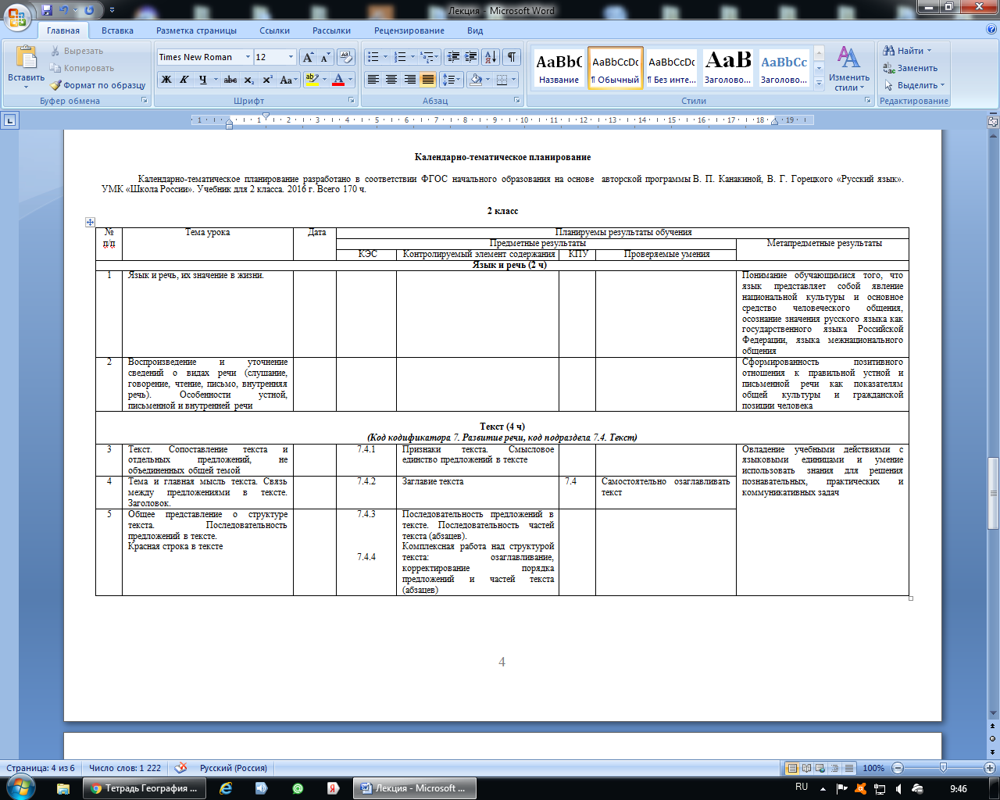 Лекция - Microsoft Word
Главная Вставка Разметка страницы Ссылки Рассылки Рецензирование Вид
Вставить
Вырезать
Копировать
Формат по образцу
Буфер обмена
Times New Roman 12
Ж К Ч abc x₂ x² Aa
Шрифт
Абзац
AaBbC AaBbCcDc AaBbCcDc AaB AaBbCc
Название ¶ Обычный ¶ Без инте... Заголово... Заголово...
Изменить стили
Стили
Найти
Заменить
Выделить
Редактирование
1 1 2 3 4 5 6 7 8 9 10 11 12 13 14 15 16 17 18 19
Календарно-тематическое планирование
Календарно-тематическое планирование разработано в соответствии ФГОС начального образования на основе авторской программы В. П. Канакиной, В. Г. Горецкого «Русский язык».
УМК «Школа России». Учебник для 2 класса. 2016 г. Всего 170 ч.
2 класс
№ п/п
Тема урока
Дата
Планируемы результаты обучения
Предметные результаты
Метапредметные результаты
КЭС
Контролируемый элемент содержания
КПУ
Проверяемые умения
Язык и речь (2 ч)
1
Язык и речь, их значение в жизни.
Понимание обучающимися того, что
язык представляет собой явление
национальной культуры и основное
средство человеческого общения,
осознание значения русского языка как
государственного языка Российской
Федерации, языка межнационального
общения
2
Воспроизведение и уточнение
сведений о видах речи (слушание,
говорение, чтение, письмо, внутренняя
речь). Особенности устной,
письменной и внутренней речи
Сформированность позитивного
отношения к правильной устной и
письменной речи как показателям
общей культуры и гражданской
позиции человека
Текст (4 ч)
(Код кодификатора 7. Развитие речи, код подраздела 7.4. Текст)
3
Текст. Сопоставление текста и
отдельных предложений, не
объединенных общей темой
7.4.1
Признаки текста. Смысловое
единство предложений в тексте
Овладение учебными действиями с
языковыми единицами и умение
использовать знания для решения
познавательных, практических и
коммуникативных задач
4
Тема и главная мысль текста. Связь
между предложениями в тексте.
Заголовок.
7.4.2
Заглавие текста
7.4
Самостоятельно озаглавливать
текст
5
Общее представление о структуре
текста. Последовательность
предложений в тексте.
Красная строка в тексте
7.4.3
Последовательность предложений в
тексте. Последовательность частей
текста (абзацев).
7.4.4
Комплексная работа над структурой
текста: озаглавливание,
корректирование порядка
предложений и частей текста
(абзацев)
4
Страница: 4 из 6 Число слов: 1 222 Русский (Россия) 100%
Тетрадь География ... Лекция - Microsoft ... RU 9:46